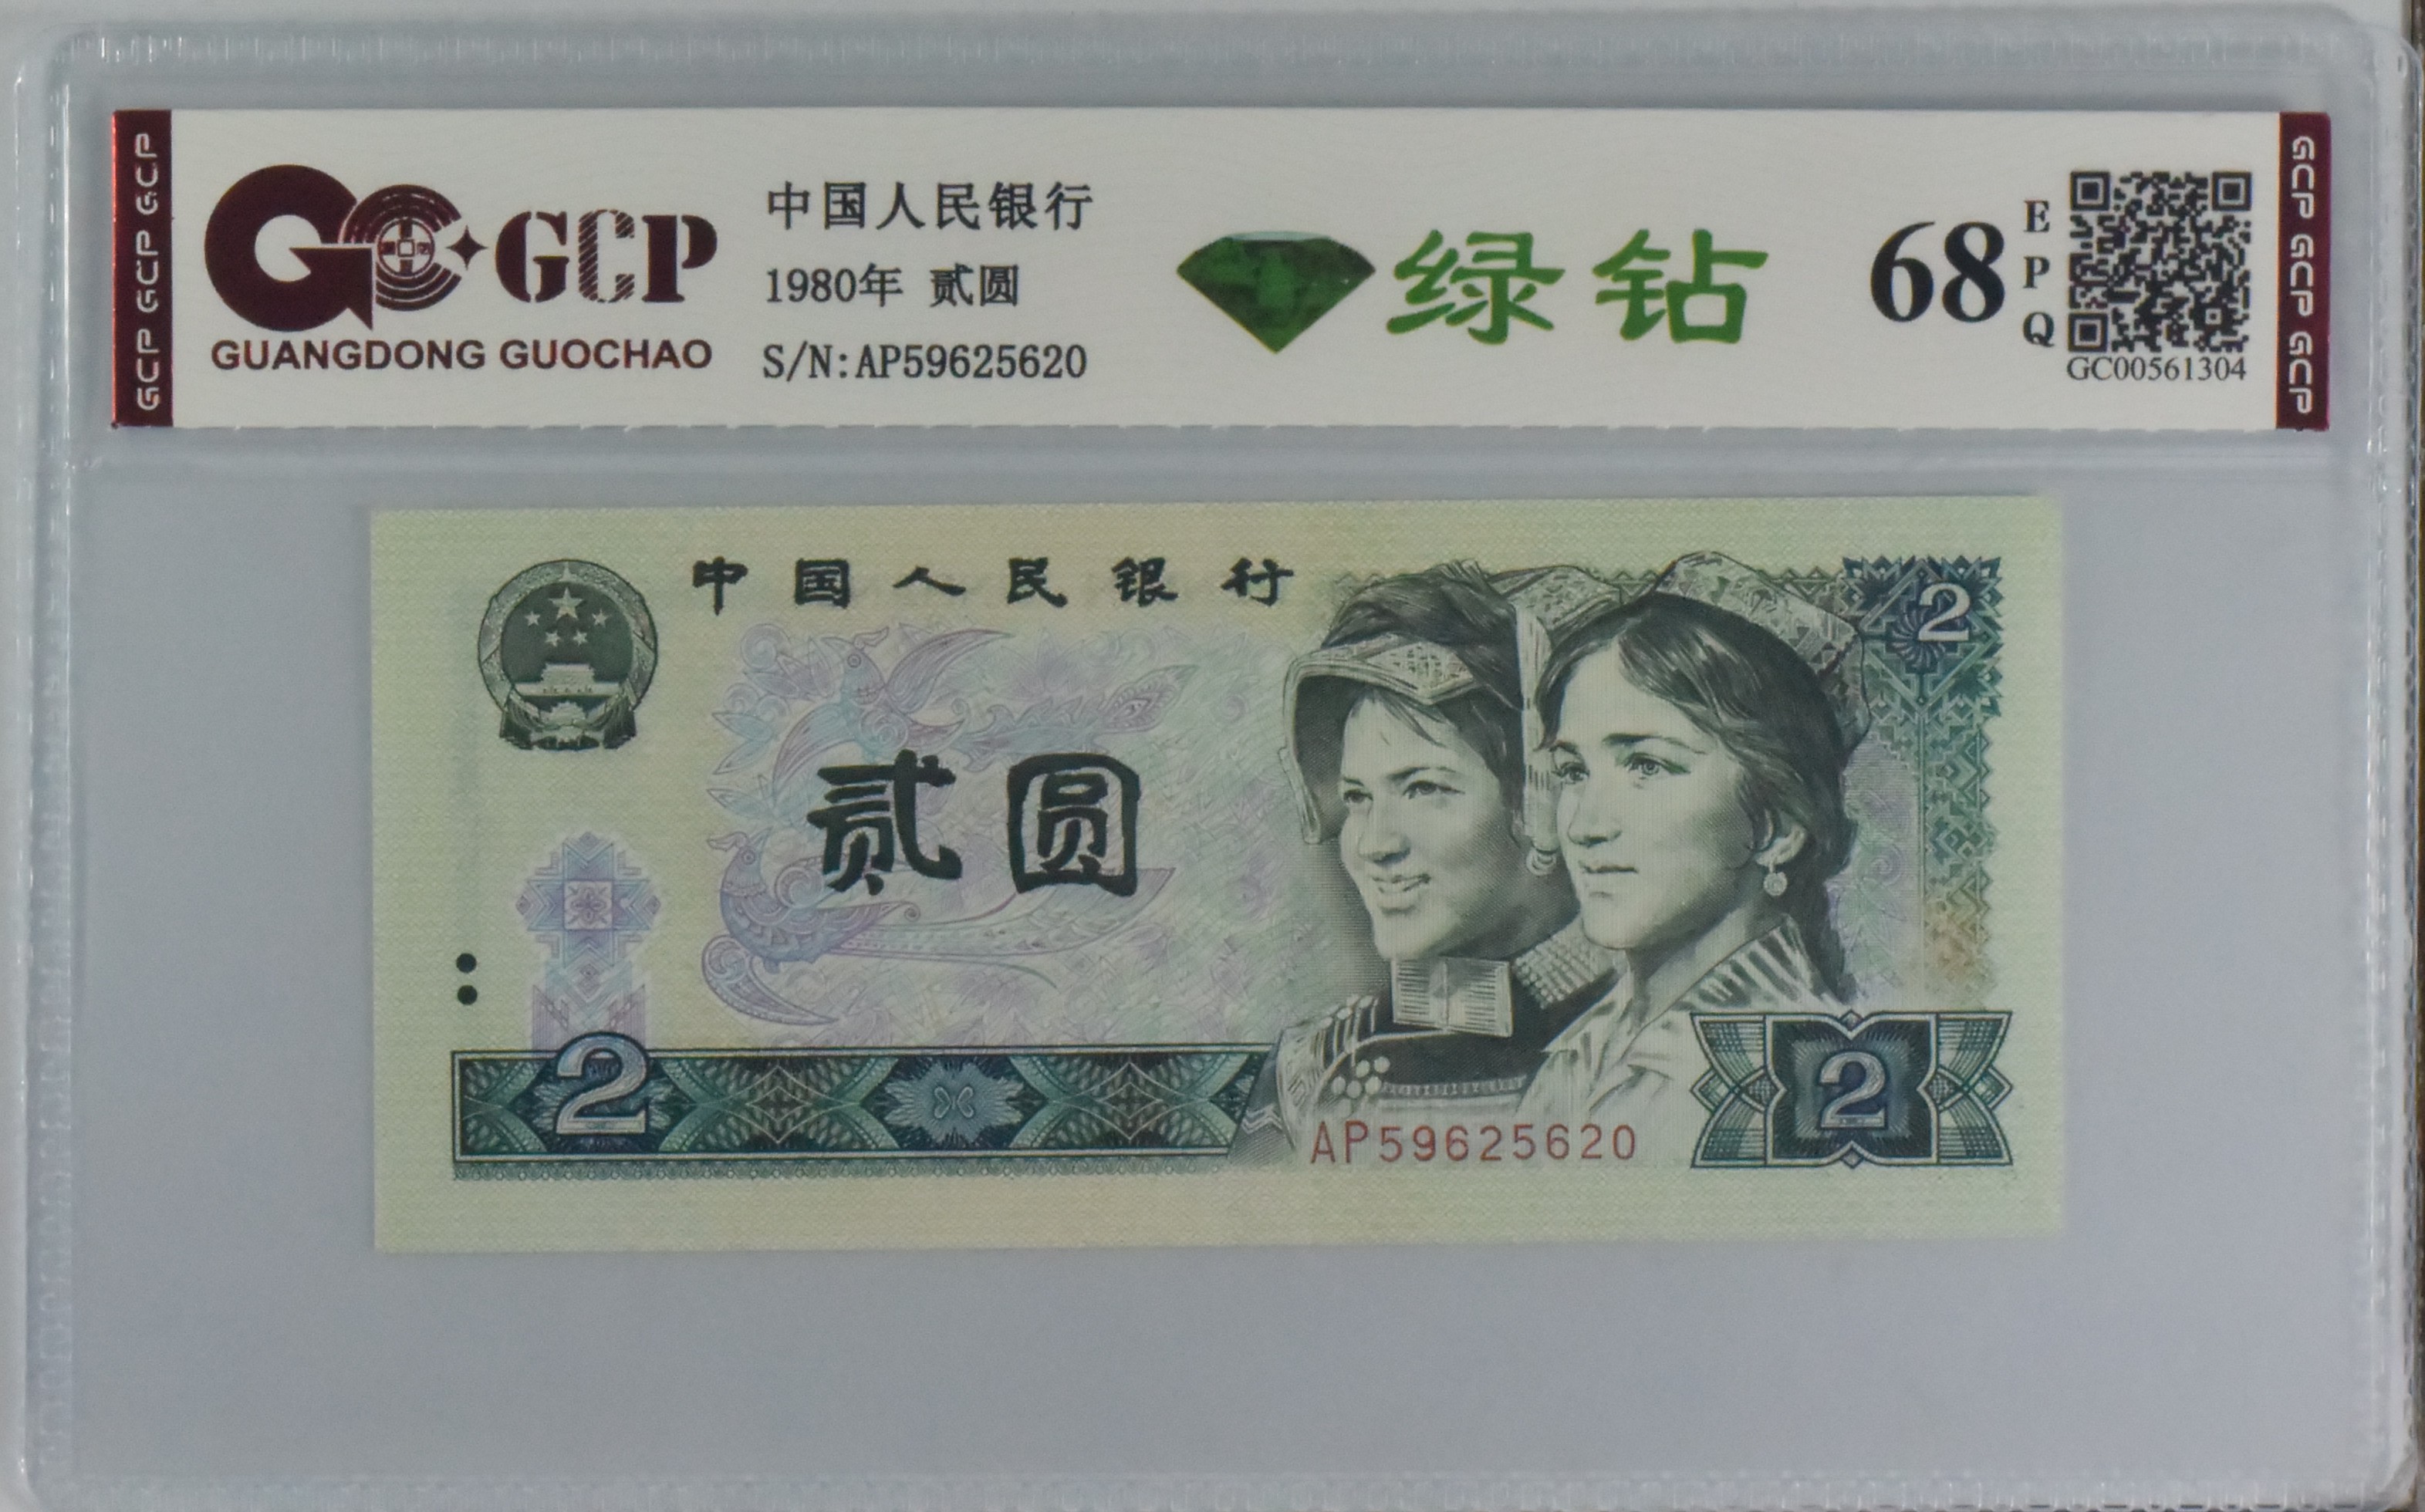 GCP GCP GCP
GCP
GUANGDONG GUOCHAO
中国人民银行
1980年 贰圆
S/N:AP59625620
绿钻
68
EPQ
GC00561304
GCP GCP GCP
中国人民银行
2
贰圆
2
AP59625620
2